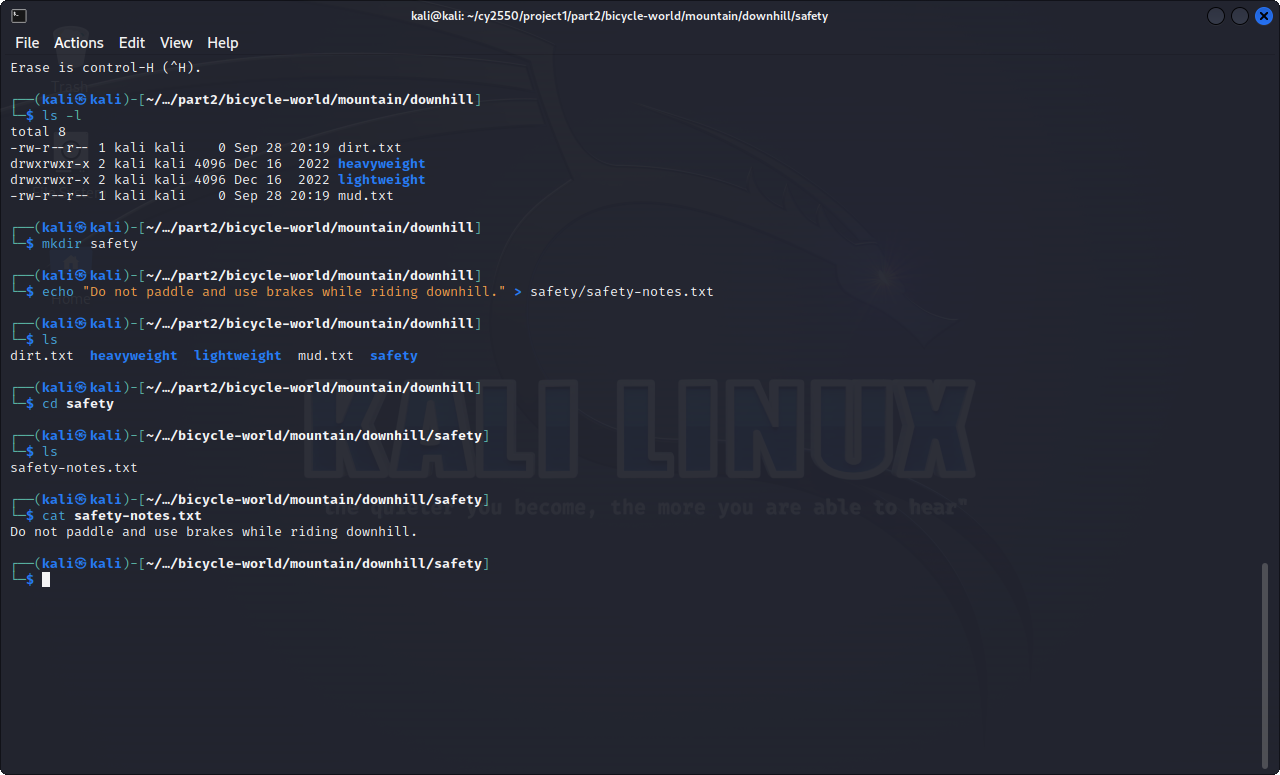 kali@kali: ~/cy2550/project1/part2/bicycle-world/mountain/downhill/safety
File Actions Edit View Help
Erase is control-H (^H).
┌──(kali㉿kali)-[~/…/part2/bicycle-world/mountain/downhill]
└─$ ls -l
total 8
-rw-r--r-- 1 kali kali    0 Sep 28 20:19 dirt.txt
drwxrwxr-x 2 kali kali 4096 Dec 16  2022 heavyweight
drwxrwxr-x 2 kali kali 4096 Dec 16  2022 lightweight
-rw-r--r-- 1 kali kali    0 Sep 28 20:19 mud.txt
┌──(kali㉿kali)-[~/…/part2/bicycle-world/mountain/downhill]
└─$ mkdir safety
┌──(kali㉿kali)-[~/…/part2/bicycle-world/mountain/downhill]
└─$ echo "Do not paddle and use brakes while riding downhill." > safety/safety-notes.txt
┌──(kali㉿kali)-[~/…/part2/bicycle-world/mountain/downhill]
└─$ ls
dirt.txt  heavyweight  lightweight  mud.txt  safety
┌──(kali㉿kali)-[~/…/part2/bicycle-world/mountain/downhill]
└─$ cd safety
┌──(kali㉿kali)-[~/…/bicycle-world/mountain/downhill/safety]
└─$ ls
safety-notes.txt
┌──(kali㉿kali)-[~/…/bicycle-world/mountain/downhill/safety]
└─$ cat safety-notes.txt
Do not paddle and use brakes while riding downhill.
┌──(kali㉿kali)-[~/…/bicycle-world/mountain/downhill/safety]
└─$
Trash
Home
KALI LINUX
the quieter you become, the more you are able to hear"